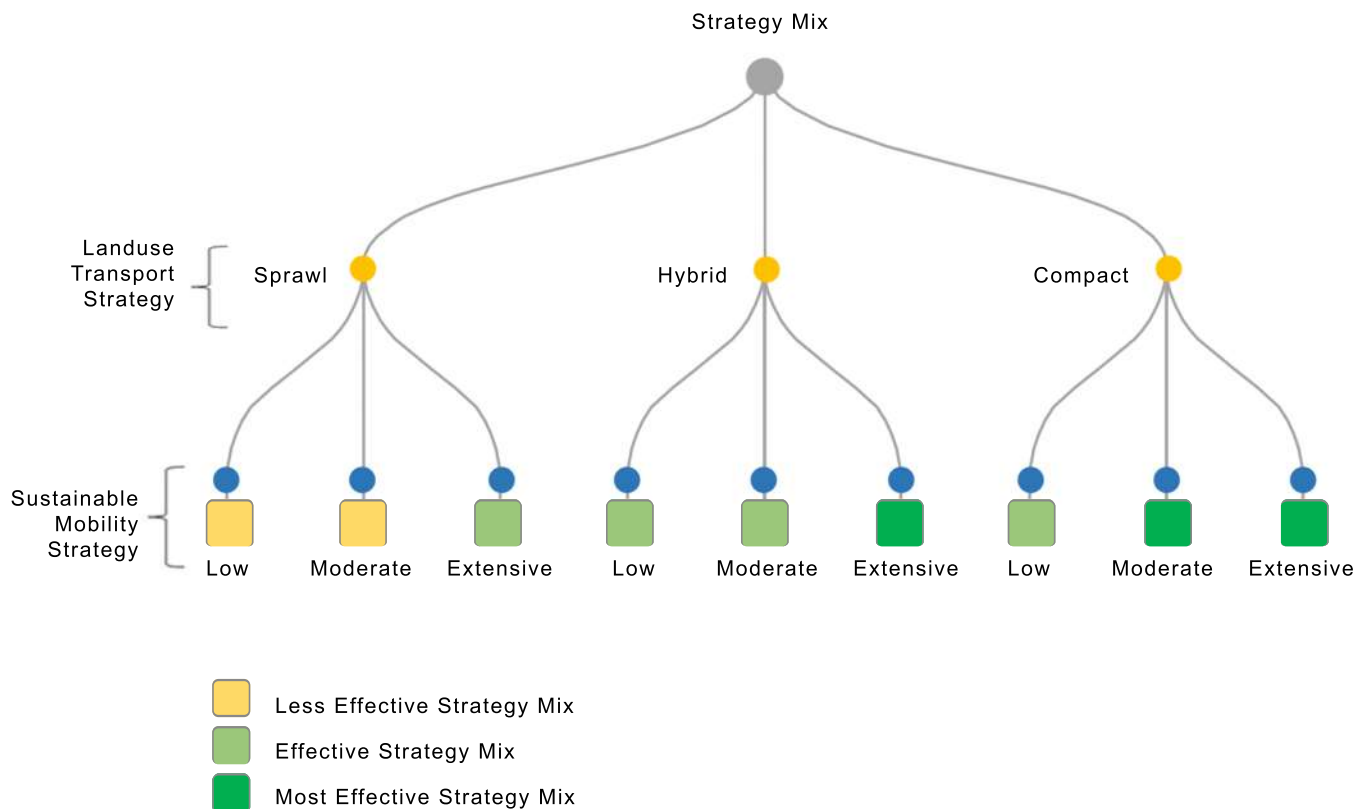 Strategy Mix
Landuse
Transport
Strategy
Sprawl
Hybrid
Compact
Sustainable
Mobility
Strategy
Low
Moderate
Extensive
Low
Moderate
Extensive
Low
Moderate
Extensive
Less Effective Strategy Mix
Effective Strategy Mix
Most Effective Strategy Mix